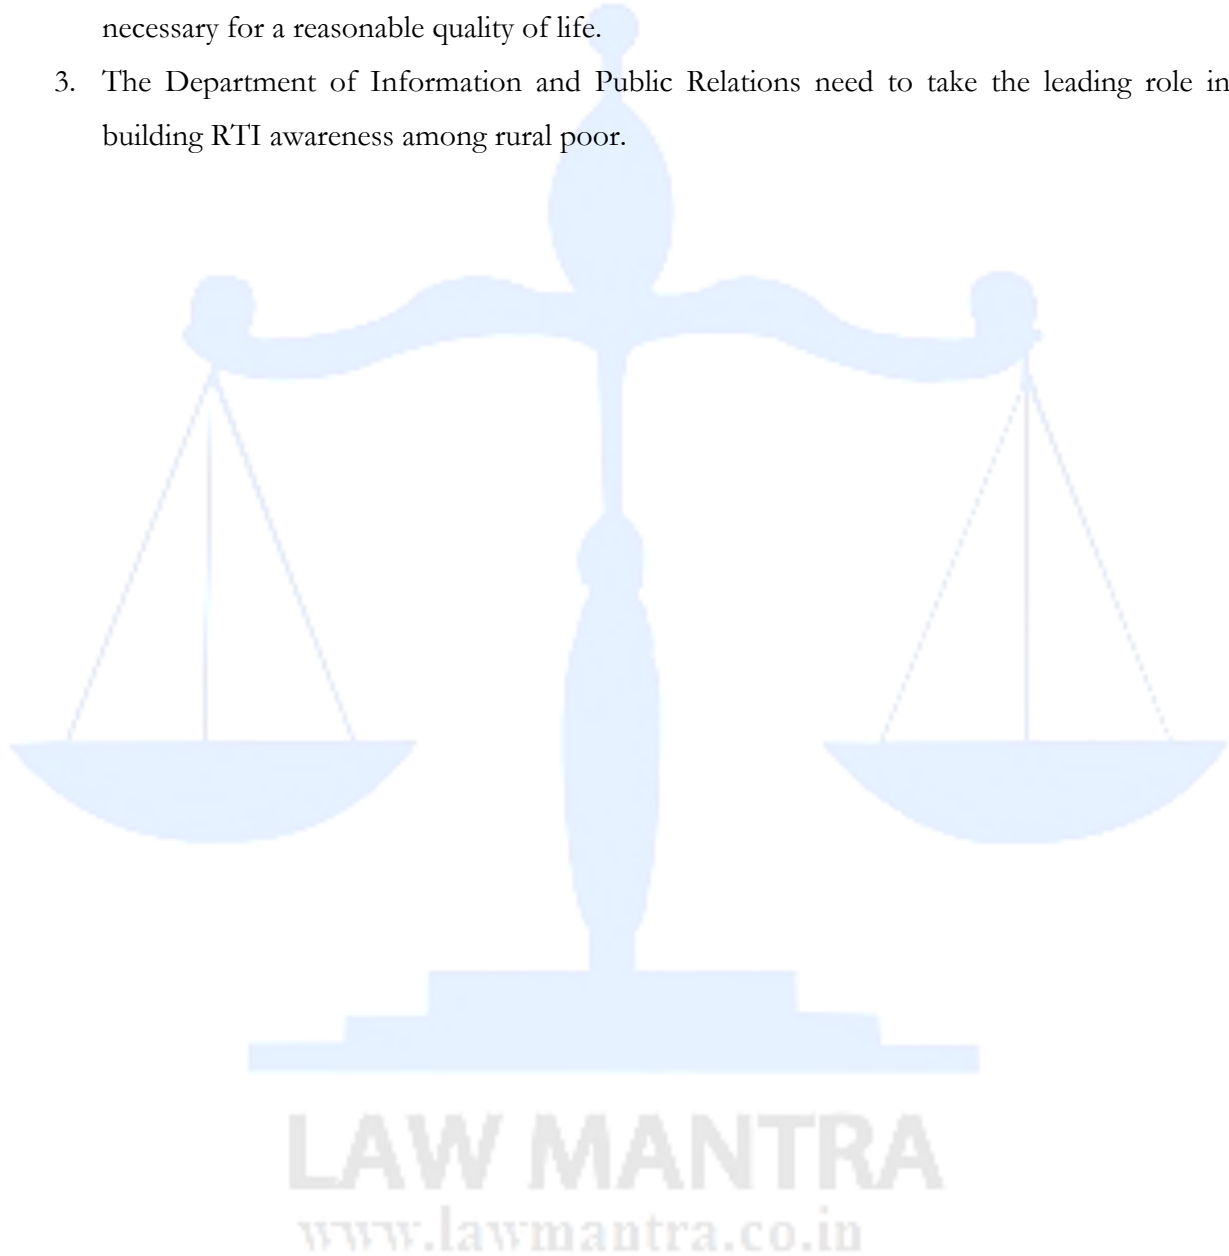 necessary for a reasonable quality of life.
3. The Department of Information and Public Relations need to take the leading role in
building RTI awareness among rural poor.
LAW MANTRA
www.lawmantra.co.in